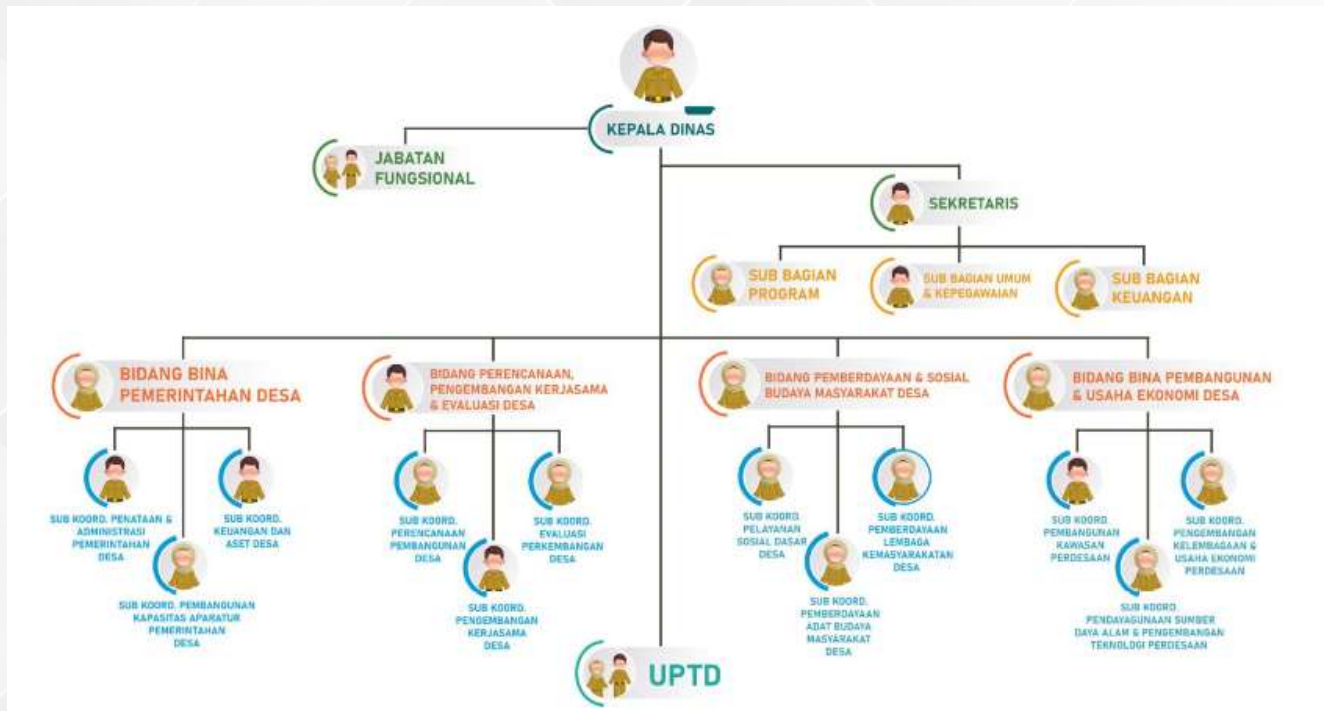 KEPALA DINAS
JABATAN
FUNGSIONAL
SEKRETARIS
SUB BAGIAN
PROGRAM
SUB BAGIAN UMUM
& KEPEGAWAIAN
SUB BAGIAN
KEUANGAN
BIDANG BINA
PEMERINTAHAN DESA
BIDANG PERENCANAAN,
PENGEMBANGAN KERJASAMA
& EVALUASI DESA
BIDANG PEMBERDAYAAN & SOSIAL
BUDAYA MASYARAKAT DESA
BIDANG BINA PEMBANGUNAN
& USAHA EKONOMI DESA
SUB KOORD. PENATAAN &
ADMINISTRASI
PEMERINTAHAN
DESA
SUB KOORD.
KEUANGAN DAN
ASET DESA
SUB KOORD. PEMBANGUNAN
KAPASITAS APARATUR
PEMERINTAHAN
DESA
SUB KOORD.
PERENCANAAN
PEMBANGUNAN
DESA
SUB KOORD.
EVALUASI
PERKEMBANGAN
DESA
SUB KOORD.
PENGEMBANGAN
KERJASAMA
DESA
SUB KOORD.
PELAYANAN
SOSIAL DASAR
DESA
SUB KOORD.
PEMBERDAYAAN
LEMBAGA
KEMASYARAKATAN
DESA
SUB KOORD.
PEMBERDAYAAN
ADAT BUDAYA
MASYARAKAT
DESA
SUB KOORD.
PEMBANGUNAN
KAWASAN
PERDESAAN
SUB KOORD.
PENGEMBANGAN
KELEMBAGAAN &
USAHA EKONOMI
PERDESAAN
SUB KOORD.
PENDAYAGUNAAN SUMBER
DAYA ALAM & PENGEMBANGAN
TEKNOLOGI PERDESAAN
UPTD